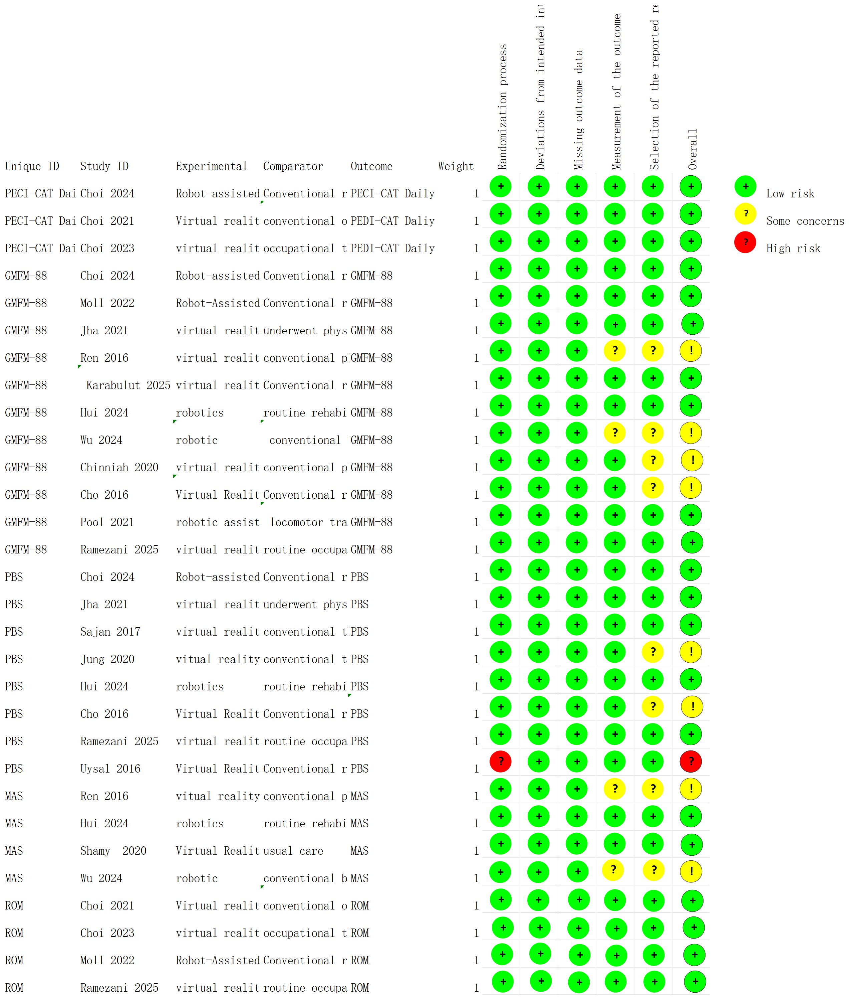 Randomization process
Deviations from intended int
Missing outcome data
Measurement of the outcome
Selection of the reported re
Overall
Unique ID Study ID Experimental Comparator Outcome Weight
PECI-CAT Dai Choi 2024 Robot-assisted Conventional r PECI-CAT Daily 1 + + + + + +
PECI-CAT Dai Choi 2021 Virtual realit conventional o PEDI-CAT Daliy 1 + + + + + +
PECI-CAT Dai Choi 2023 virtual realit occupational t PEDI-CAT Daily 1 + + + + + +
GMFM-88 Choi 2024 Robot-assisted Conventional r GMFM-88 1 + + + + + +
GMFM-88 Moll 2022 Robot-Assisted Conventional r GMFM-88 1 + + + + + +
GMFM-88 Jha 2021 virtual realit underwent phys GMFM-88 1 + + + + + +
GMFM-88 Ren 2016 virtual realit conventional p GMFM-88 1 + + + ? ? !
GMFM-88 Karabulut 2025 virtual realit Conventional r GMFM-88 1 + + + + + +
GMFM-88 Hui 2024 robotics routine rehabi GMFM-88 1 + + + + + +
GMFM-88 Wu 2024 robotic conventional GMFM-88 1 + + + ? ? !
GMFM-88 Chinniah 2020 virtual realit conventional p GMFM-88 1 + + + + ? !
GMFM-88 Cho 2016 Virtual Realit Conventional r GMFM-88 1 + + + + ? !
GMFM-88 Pool 2021 robotic assist locomotor tra GMFM-88 1 + + + + + +
GMFM-88 Ramezani 2025 virtual realit routine occupa GMFM-88 1 + + + + + +
PBS Choi 2024 Robot-assisted Conventional r PBS 1 + + + + + +
PBS Jha 2021 virtual realit underwent phys PBS 1 + + + + + +
PBS Sajan 2017 virtual realit conventional t PBS 1 + + + + + +
PBS Jung 2020 vitual reality conventional t PBS 1 + + + + ? !
PBS Hui 2024 robotics routine rehabi PBS 1 + + + + + +
PBS Cho 2016 Virtual Realit Conventional r PBS 1 + + + + ? !
PBS Ramezani 2025 virtual realit routine occupa PBS 1 + + + + + +
PBS Uysal 2016 Virtual Realit Conventional r PBS 1 ? + + + + ?
MAS Ren 2016 vitual reality conventional p MAS 1 + + + ? ? !
MAS Hui 2024 robotics routine rehabi MAS 1 + + + + + +
MAS Shamy 2020 Virtual Realit usual care MAS 1 + + + + + +
MAS Wu 2024 robotic conventional b MAS 1 + + + ? ? !
ROM Choi 2021 Virtual realit conventional o ROM 1 + + + + + +
ROM Choi 2023 virtual realit occupational t ROM 1 + + + + + +
ROM Moll 2022 Robot-Assisted Conventional r ROM 1 + + + + + +
ROM Ramezani 2025 virtual realit routine occupa ROM 1 + + + + + +
+ Low risk
? Some concerns
? High risk